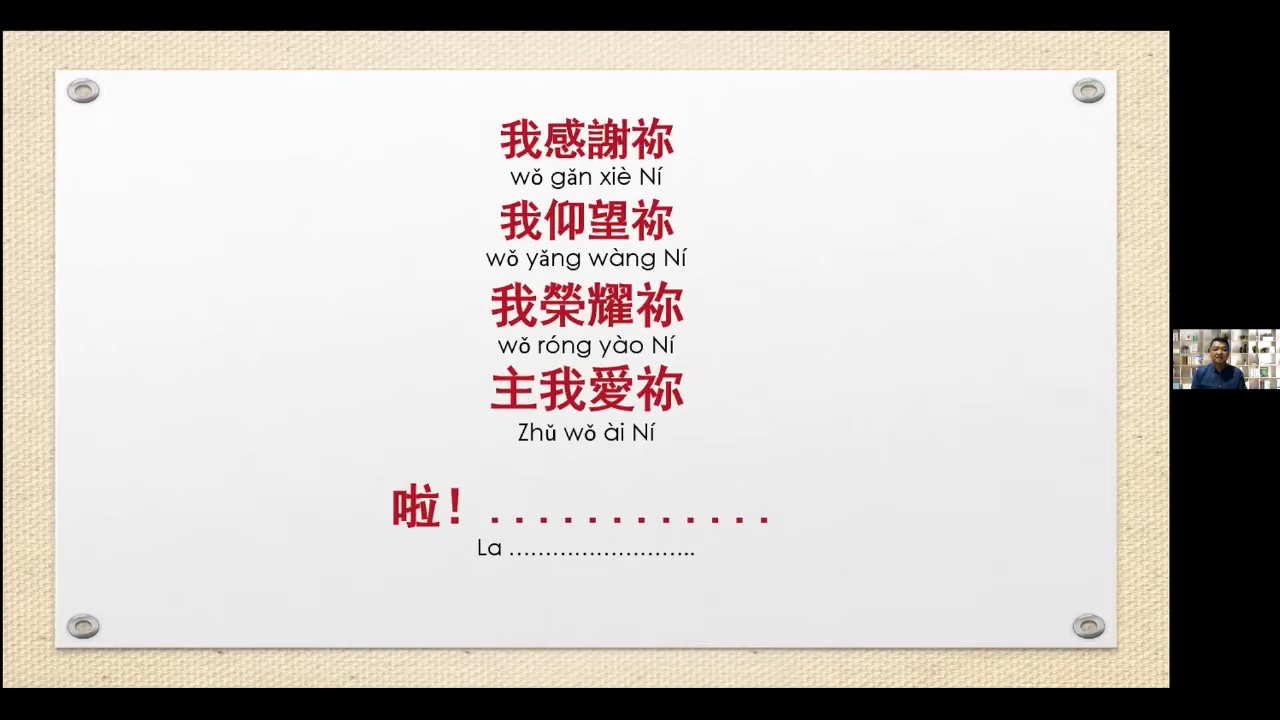 我感謝祢
wǒ gǎn xiè Ní
我仰望祢
wǒ yǎng wàng Ní
我榮耀祢
wǒ róng yào Ní
主我愛祢
Zhǔ wǒ ài Ní
啦！............
La ……………………..